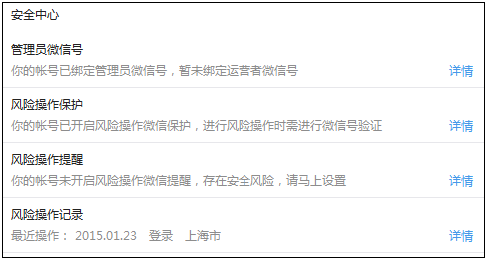 安全中心
管理员微信号
你的帐号已绑定管理员微信号，暂未绑定运营者微信号 详情
风险操作保护
你的帐号已开启风险操作微信保护，进行风险操作时需进行微信号验证 详情
风险操作提醒
你的帐号未开启风险操作微信提醒，存在安全风险，请马上设置 详情
风险操作记录
最近操作： 2015.01.23 登录 上海市 详情